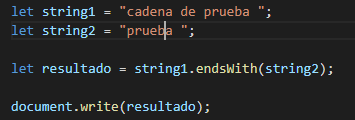 let string1 = "cadena de prueba ";
let string2 = "prueba ";
let resultado = string1.endsWith(string2);
document.write(resultado);